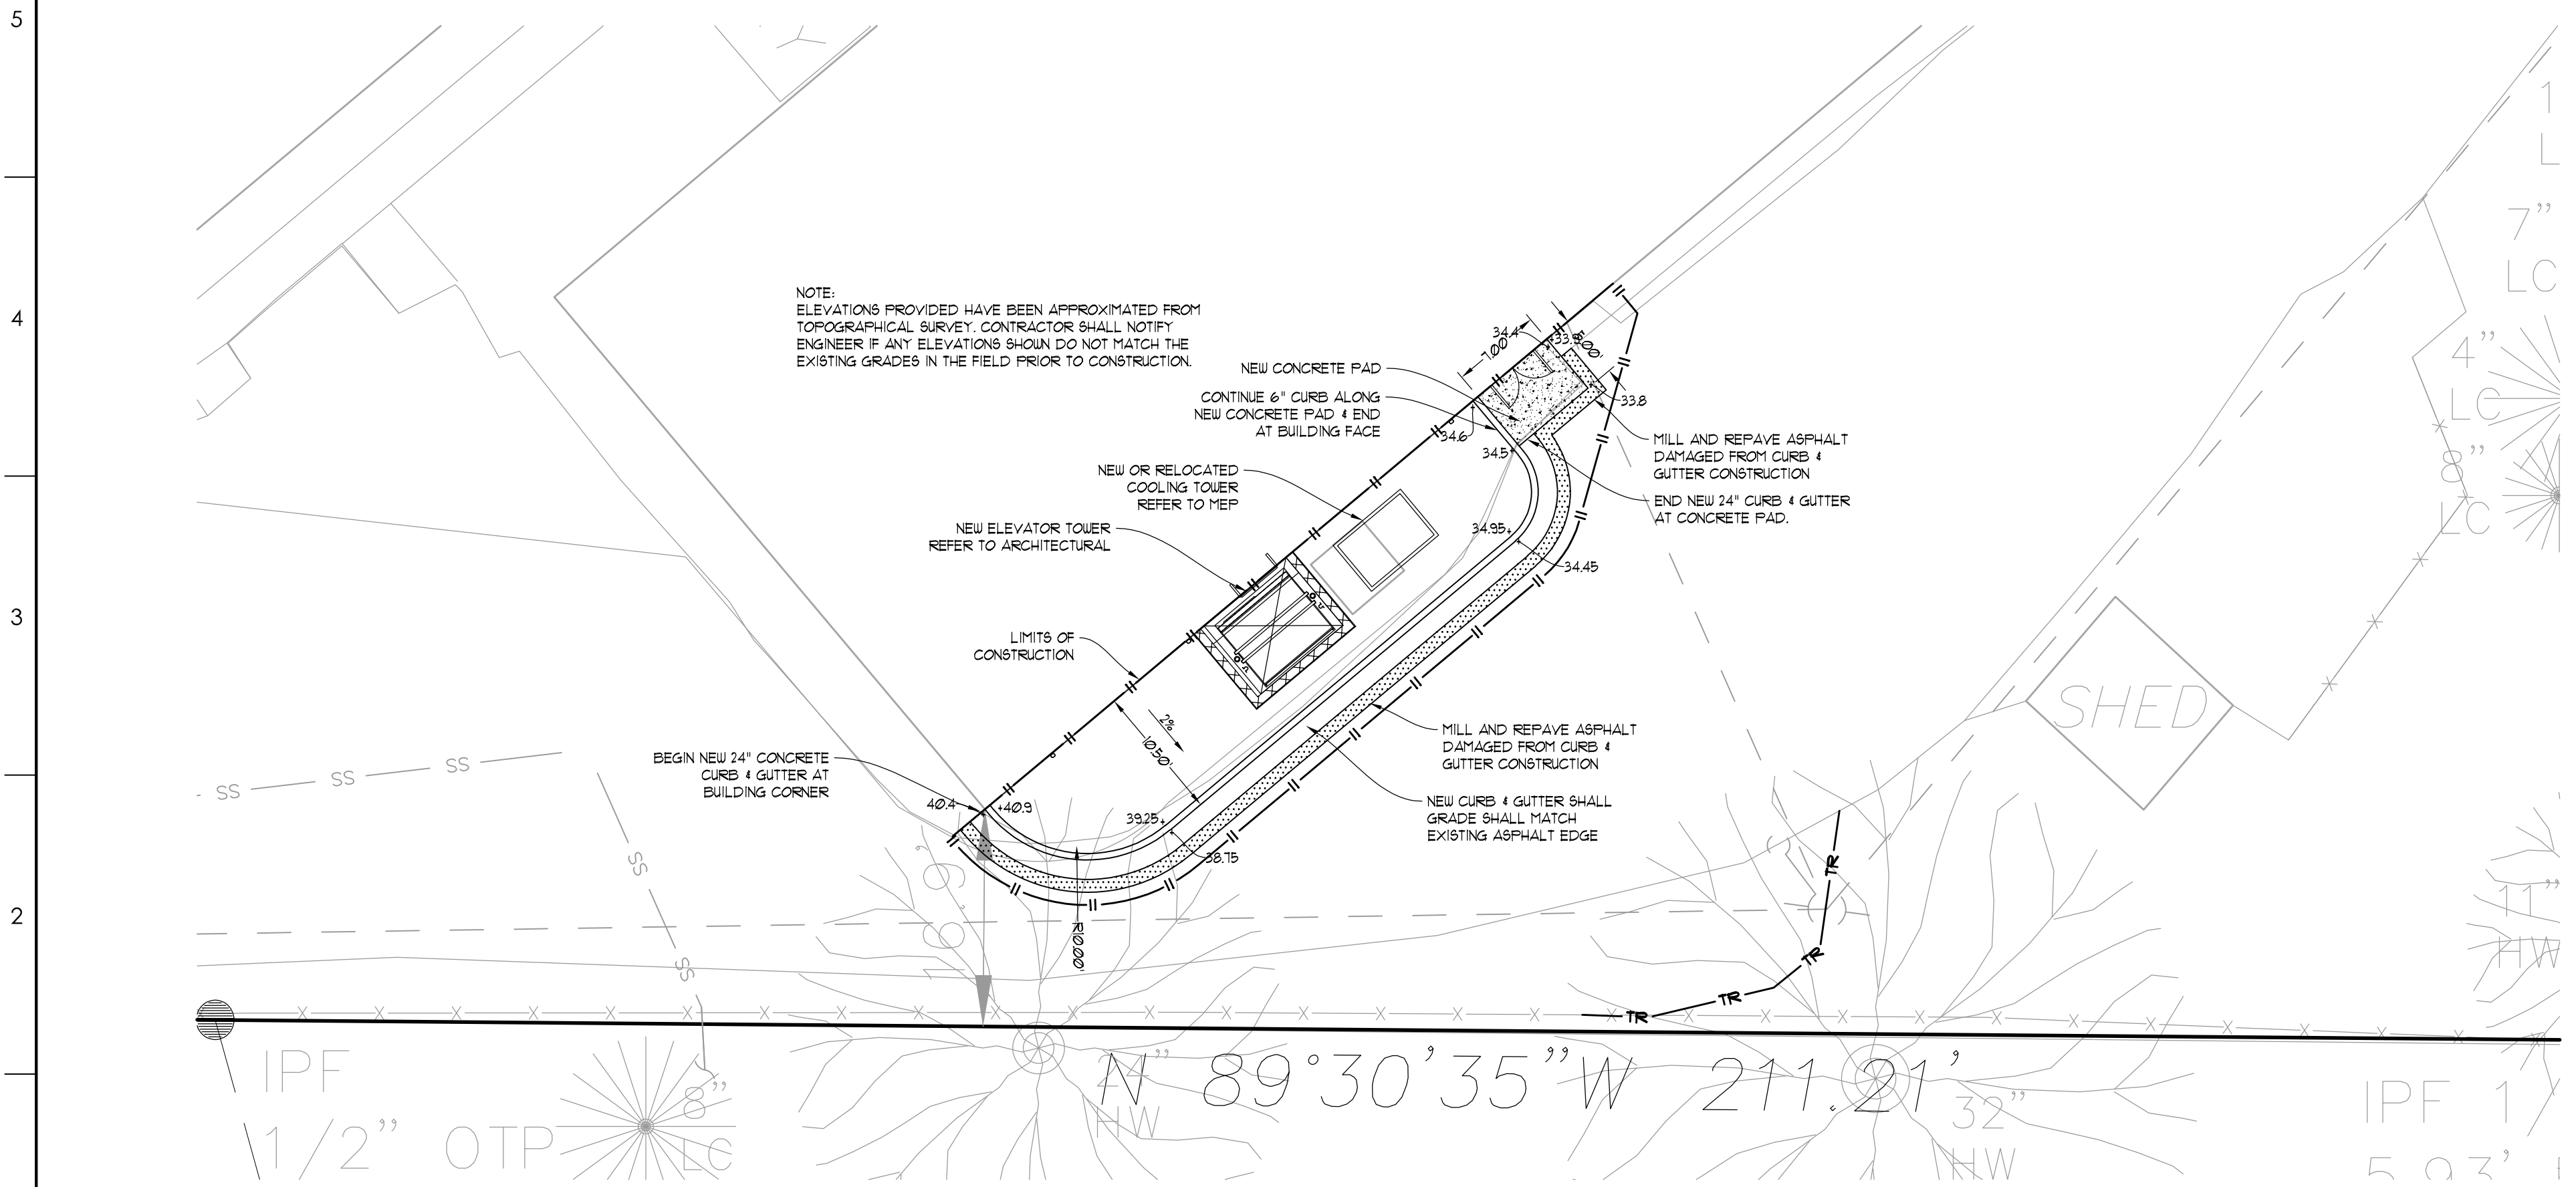 5
4
3
2
NOTE:
ELEVATIONS PROVIDED HAVE BEEN APPROXIMATED FROM
TOPOGRAPHICAL SURVEY. CONTRACTOR SHALL NOTIFY
ENGINEER IF ANY ELEVATIONS SHOWN DO NOT MATCH THE
EXISTING GRADES IN THE FIELD PRIOR TO CONSTRUCTION.
NEW CONCRETE PAD
CONTINUE 6" CURB ALONG
NEW CONCRETE PAD & END
AT BUILDING FACE
NEW OR RELOCATED
COOLING TOWER
REFER TO MEP
NEW ELEVATOR TOWER
REFER TO ARCHITECTURAL
LIMITS OF
CONSTRUCTION
BEGIN NEW 24" CONCRETE
CURB & GUTTER AT
BUILDING CORNER
34.4
7.00'
33.8
34.6
34.5
34.95
34.45
MILL AND REPAVE ASPHALT
DAMAGED FROM CURB &
GUTTER CONSTRUCTION
END NEW 24" CURB & GUTTER
AT CONCRETE PAD.
2%
10.50'
40.4
40.9
39.25
38.75
R10.00'
MILL AND REPAVE ASPHALT
DAMAGED FROM CURB &
GUTTER CONSTRUCTION
NEW CURB & GUTTER SHALL
GRADE SHALL MATCH
EXISTING ASPHALT EDGE
SHED
SS
SS
SS
SS
SS
16.9'
TR
TR
TR
TR
N 89°30'35"W 211.21'
IPF
1/2" OTP
8"
LC
24"
HW
32"
HW
IPF 1
5.93'
1
L
7"
LC
4"
LC
8"
LC
11"
HW